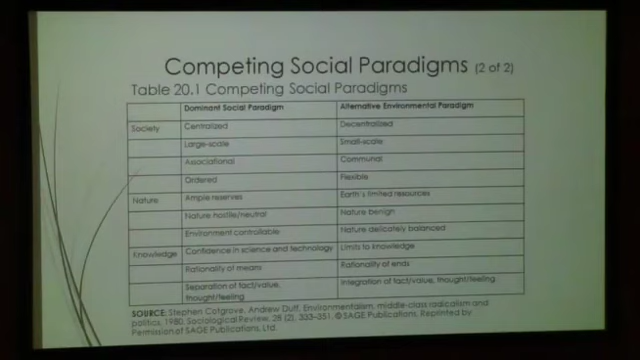 Competing Social Paradigms (2 of 2)
Table 20.1 Competing Social Paradigms
Dominant Social Paradigm Alternative Environmental Paradigm
Society Centralized Decentralized
Large-scale Small-scale
Associational Communal
Ordered Flexible
Nature Ample reserves Earth's limited resources
Nature hostile/neutral Nature benign
Environment controllable Nature delicately balanced
Knowledge Confidence in science and technology Limits to knowledge
Rationality of means Rationality of ends
Separation of fact/value, Integration of fact/value, thought/feeling
thought/feeling
SOURCE: Stephen Cotgrove, Andrew Duff, Environmentalism, middle-class radicalism and
politics, 1980, Sociological Review, 28 (2), 333–351. © SAGE Publications. Reprinted by
Permission of SAGE Publications, Ltd.